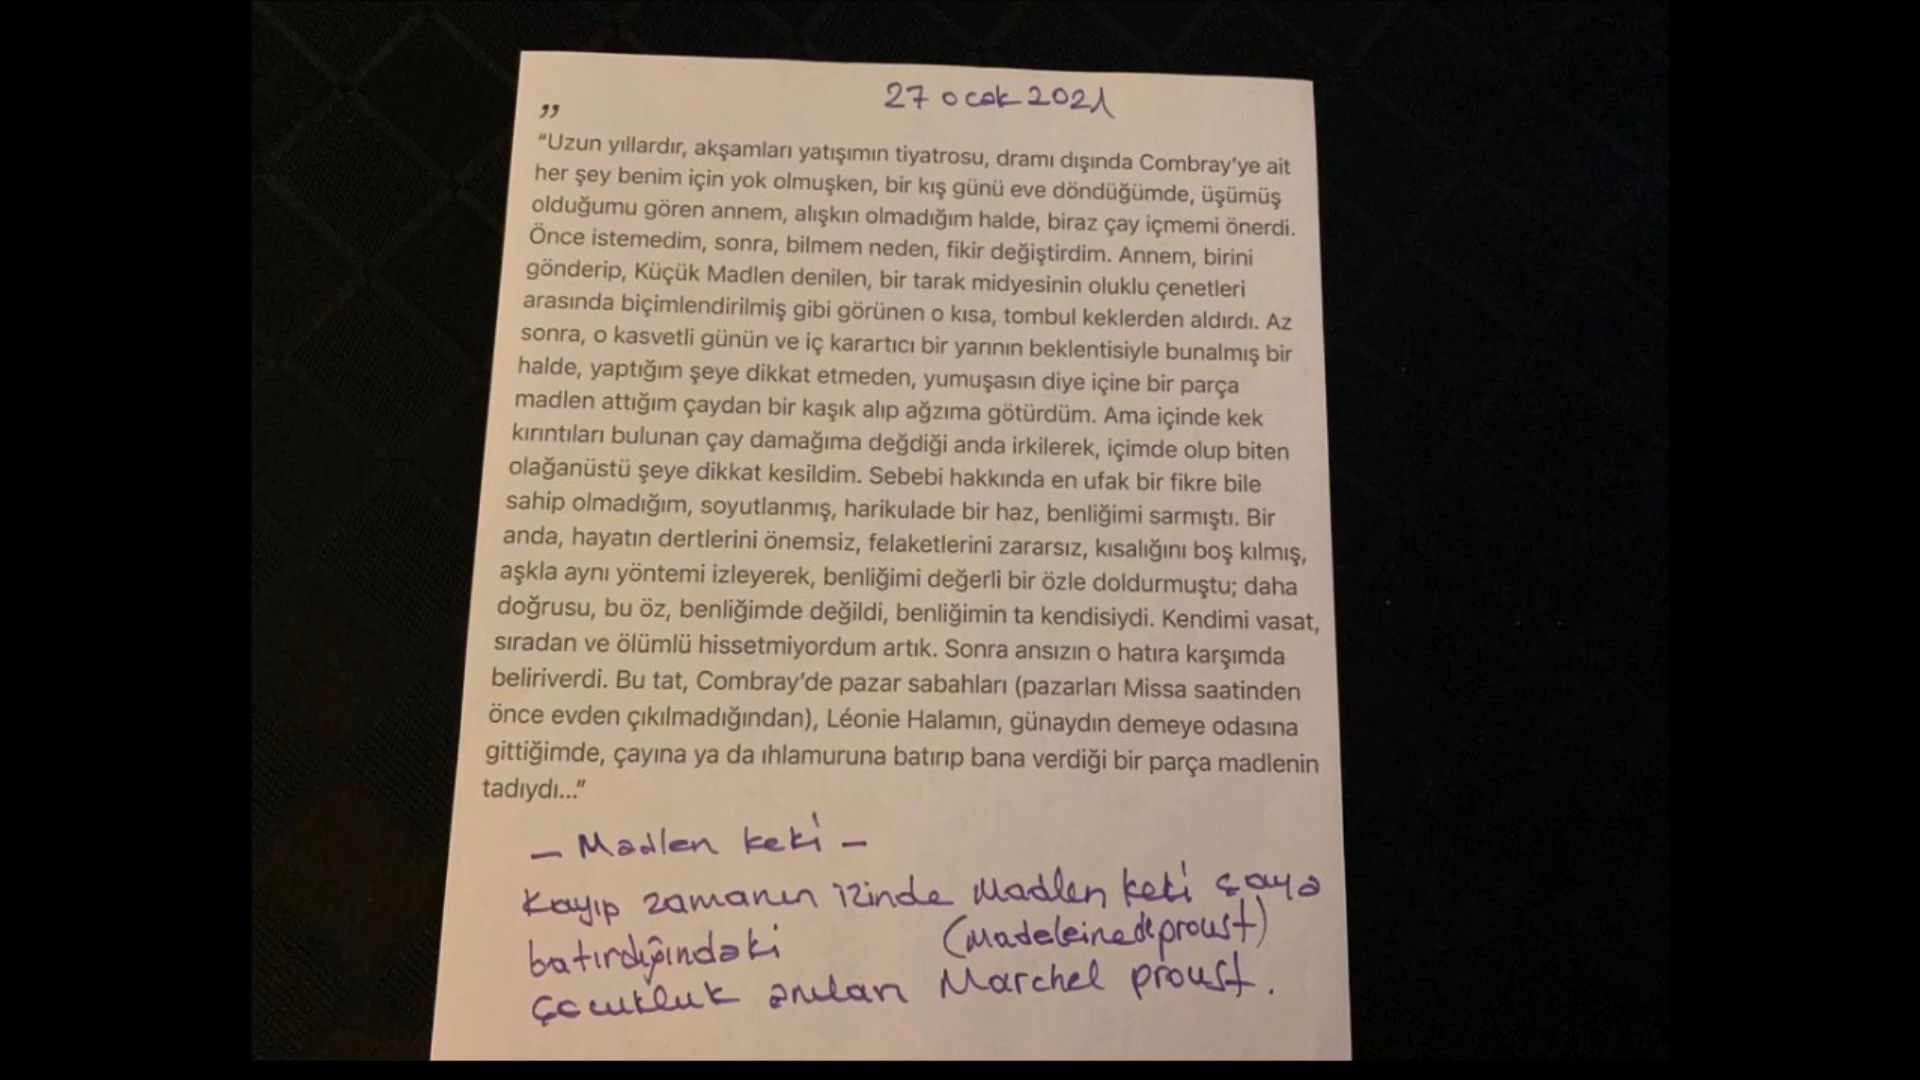 27 ocak 2021
”
“Uzun yıllardır, akşamları yatışımın tiyatrosu, dramı dışında Combray’ye ait
her şey benim için yok olmuşken, bir kış günü eve döndüğümde, üşümüş
olduğumu gören annem, alışkın olmadığım halde, biraz çay içmemi önerdi.
Önce istemedim, sonra, bilmem neden, fikir değiştirdim. Annem, birini
gönderip, Küçük Madlen denilen, bir tarak midyesinin oluklu çenetleri
arasında biçimlendirilmiş gibi görünen o kısa, tombul keklerden aldırdı. Az
sonra, o kasvetli günün ve iç karartıcı bir yarının beklentisiyle bunalmış bir
halde, yaptığım şeye dikkat etmeden, yumuşasın diye içine bir parça
madlen attığım çaydan bir kaşık alıp ağzıma götürdüm. Ama içinde kek
kırıntıları bulunan çay damağıma değdiği anda irkilerek, içimde olup biten
olağanüstü şeye dikkat kesildim. Sebebi hakkında en ufak bir fikre bile
sahip olmadığım, soyutlanmış, harikulade bir haz, benliğimi sarmıştı. Bir
anda, hayatın dertlerini önemsiz, felaketlerini zararsız, kısalığını boş kılmış,
aşkla aynı yöntemi izleyerek, benliğimi değerli bir özle doldurmuştu; daha
doğrusu, bu öz, benliğimde değildi, benliğimin ta kendisiydi. Kendimi vasat,
sıradan ve ölümlü hissetmiyordum artık. Sonra ansızın o hatıra karşımda
beliriverdi. Bu tat, Combray’de pazar sabahları (pazarları Missa saatinden
önce evden çıkılmadığından), Léonie Halamın, günaydın demeye odasına
gittiğimde, çayına ya da ıhlamuruna batırıp bana verdiği bir parça madlenin
tadıydı...”
– Madlen keki –
Kayıp zamanın izinde Madlen keki çaya
batırdığındaki (Madeleine de proust)
Çocukluk anıları Marchel proust.